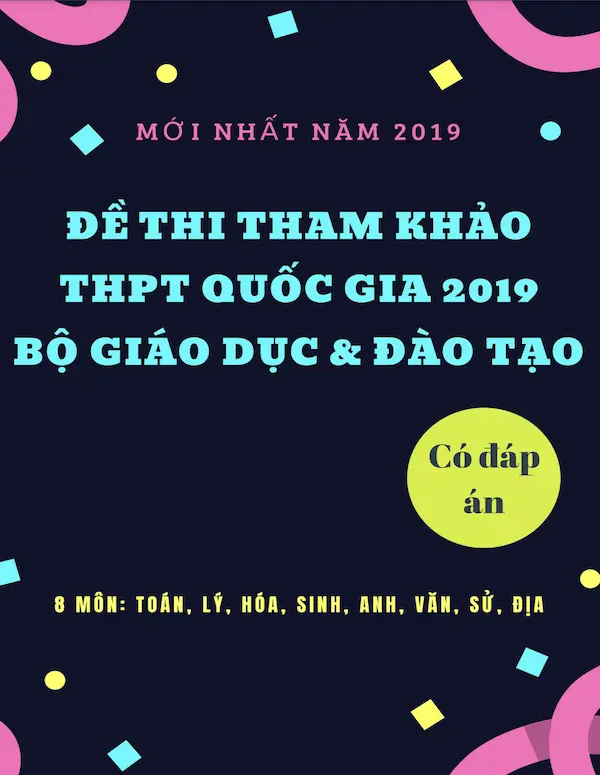 MỚI NHẤT NĂM 2019
ĐỀ THI THAM KHẢO
THPT QUỐC GIA 2019
BỘ GIÁO DỤC & ĐÀO TẠO
Có đáp
án
8 MÔN: TOÁN, LÝ, HÓA, SINH, ANH, VĂN, SỬ, ĐỊA